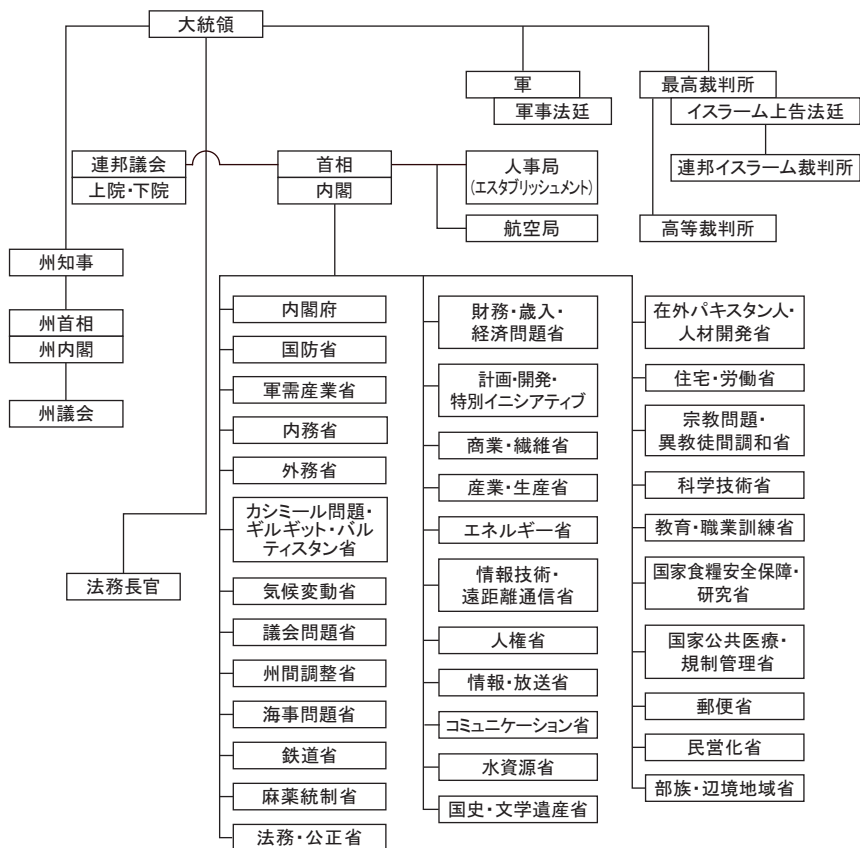 大統領
軍
軍事法廷
最高裁判所
イスラーム上告法廷
連邦イスラーム裁判所
高等裁判所
連邦議会
上院・下院
首相
内閣
人事局
(エスタブリッシュメント)
航空局
州知事
州首相
州内閣
州議会
法務長官
内閣府
国防省
軍需産業省
内務省
外務省
カシミール問題・
ギルギット・バル
ティスタン省
気候変動省
議会問題省
州間調整省
海事問題省
鉄道省
麻薬統制省
法務・公正省
財務・歳入・
経済問題省
計画・開発・
特別イニシアティブ
商業・繊維省
産業・生産省
エネルギー省
情報技術・
遠距離通信省
人権省
情報・放送省
コミュニケーション省
水資源省
国史・文学遺産省
在外パキスタン人・
人材開発省
住宅・労働省
宗教問題・
異教徒間調和省
科学技術省
教育・職業訓練省
国家食糧安全保障・
研究省
国家公共医療・
規制管理省
郵便省
民営化省
部族・辺境地域省